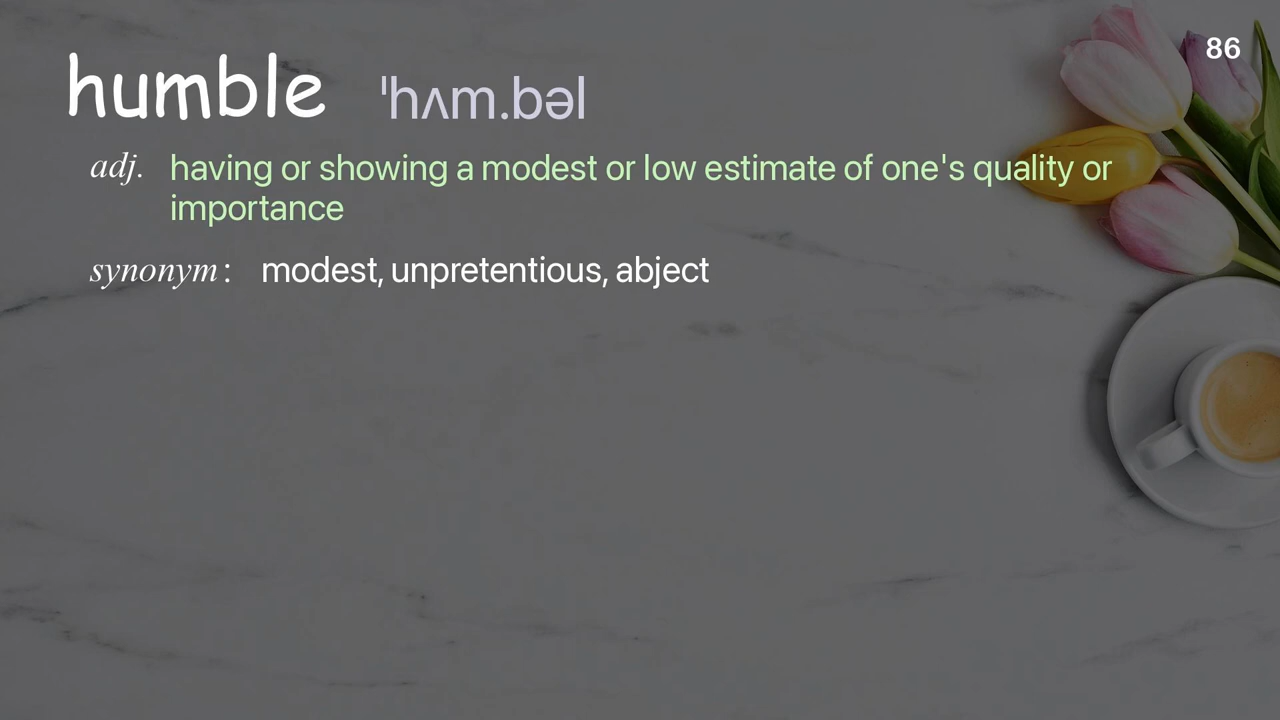 86
humble ˈhʌm.bəl
adj. having or showing a modest or low estimate of one's quality or
importance
synonym: modest, unpretentious, abject